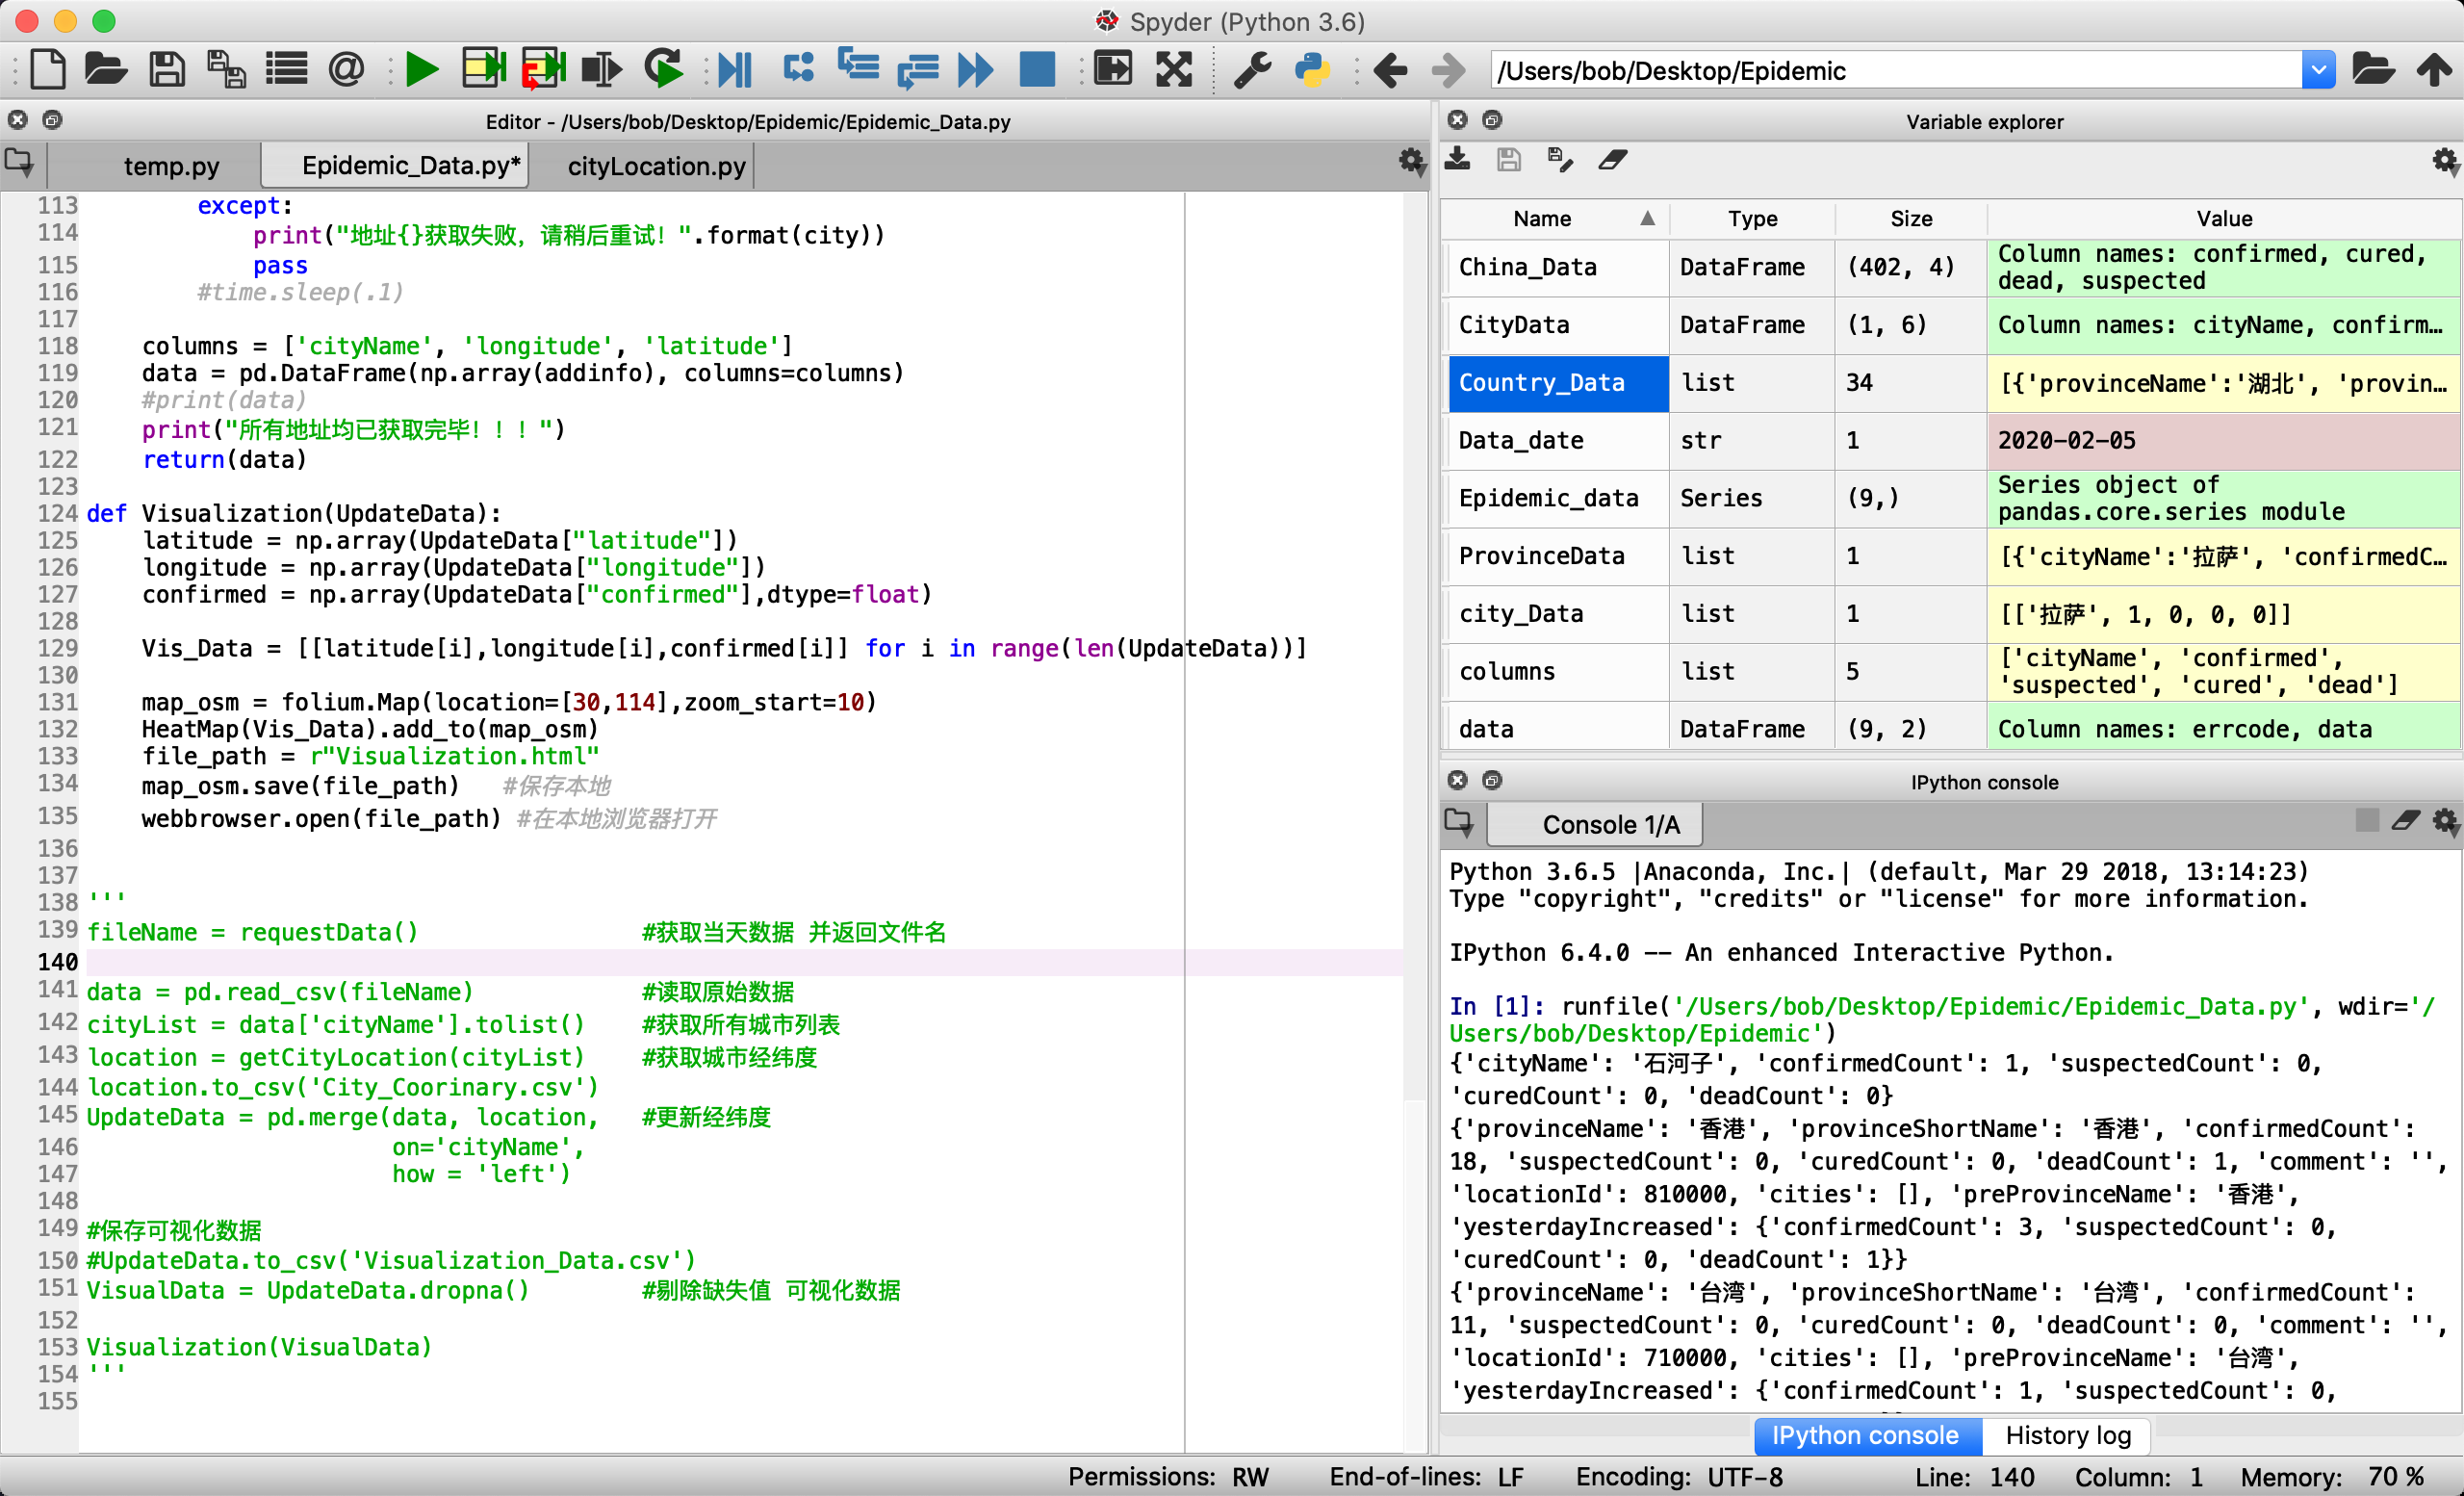 Spyder (Python 3.6)
/Users/bob/Desktop/Epidemic
Editor - /Users/bob/Desktop/Epidemic/Epidemic_Data.py
temp.py
Epidemic_Data.py*
cityLocation.py
113 except:
114 print("地址{}获取失败，请稍后重试！".format(city))
115 pass
116 #time.sleep(.1)
117
118 columns = ['cityName', 'longitude', 'latitude']
119 data = pd.DataFrame(np.array(addinfo), columns=columns)
120 #print(data)
121 print("所有地址均已获取完毕！！！")
122 return(data)
123
124 def Visualization(UpdateData):
125 latitude = np.array(UpdateData["latitude"])
126 longitude = np.array(UpdateData["longitude"])
127 confirmed = np.array(UpdateData["confirmed"],dtype=float)
128
129 Vis_Data = [[latitude[i],longitude[i],confirmed[i]] for i in range(len(UpdateData))]
130
131 map_osm = folium.Map(location=[30,114],zoom_start=10)
132 HeatMap(Vis_Data).add_to(map_osm)
133 file_path = r"Visualization.html"
134 map_osm.save(file_path) #保存本地
135 webbrowser.open(file_path) #在本地浏览器打开
136
137
138 '''
139 fileName = requestData() #获取当天数据 并返回文件名
140
141 data = pd.read_csv(fileName) #读取原始数据
142 cityList = data['cityName'].tolist() #获取所有城市列表
143 location = getCityLocation(cityList) #获取城市经纬度
144 location.to_csv('City_Coorinary.csv')
145 UpdateData = pd.merge(data, location, #更新经纬度
146 on='cityName',
147 how = 'left')
148
149 #保存可视化数据
150 #UpdateData.to_csv('Visualization_Data.csv')
151 VisualData = UpdateData.dropna() #剔除缺失值 可视化数据
152
153 Visualization(VisualData)
154 '''
155
Variable explorer
Name Type Size Value
China_Data DataFrame (402, 4) Column names: confirmed, cured,
dead, suspected
CityData DataFrame (1, 6) Column names: cityName, confirm…
Country_Data list 34 [{'provinceName':'湖北', 'provin…
Data_date str 1 2020-02-05
Epidemic_data Series (9,) Series object of
pandas.core.series module
ProvinceData list 1 [{'cityName':'拉萨', 'confirmedC…
city_Data list 1 [['拉萨', 1, 0, 0, 0]]
columns list 5 ['cityName', 'confirmed',
'suspected', 'cured', 'dead']
data DataFrame (9, 2) Column names: errcode, data
IPython console
Console 1/A
Python 3.6.5 |Anaconda, Inc.| (default, Mar 29 2018, 13:14:23)
Type "copyright", "credits" or "license" for more information.
IPython 6.4.0 -- An enhanced Interactive Python.
In [1]: runfile('/Users/bob/Desktop/Epidemic/Epidemic_Data.py', wdir='/
Users/bob/Desktop/Epidemic')
{'cityName': '石河子', 'confirmedCount': 1, 'suspectedCount': 0,
'curedCount': 0, 'deadCount': 0}
{'provinceName': '香港', 'provinceShortName': '香港', 'confirmedCount':
18, 'suspectedCount': 0, 'curedCount': 0, 'deadCount': 1, 'comment': '',
'locationId': 810000, 'cities': [], 'preProvinceName': '香港',
'yesterdayIncreased': {'confirmedCount': 3, 'suspectedCount': 0,
'curedCount': 0, 'deadCount': 1}}
{'provinceName': '台湾', 'provinceShortName': '台湾', 'confirmedCount':
11, 'suspectedCount': 0, 'curedCount': 0, 'deadCount': 0, 'comment': '',
'locationId': 710000, 'cities': [], 'preProvinceName': '台湾',
'yesterdayIncreased': {'confirmedCount': 1, 'suspectedCount': 0,
IPython console
History log
Permissions: RW End-of-lines: LF Encoding: UTF-8 Line: 140 Column: 1 Memory: 70 %